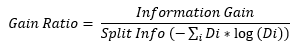 Gain Ratio = Information Gain / Split Info (−∑i Di * log (Di))